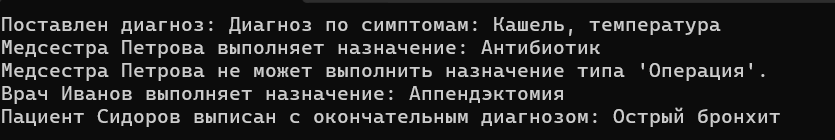 Поставлен диагноз: Диагноз по симптомам: Кашель, температура
Медсестра Петрова выполняет назначение: Антибиотик
Медсестра Петрова не может выполнить назначение типа 'Операция'.
Врач Иванов выполняет назначение: Аппендэктомия
Пациент Сидоров выписан с окончательным диагнозом: Острый бронхит